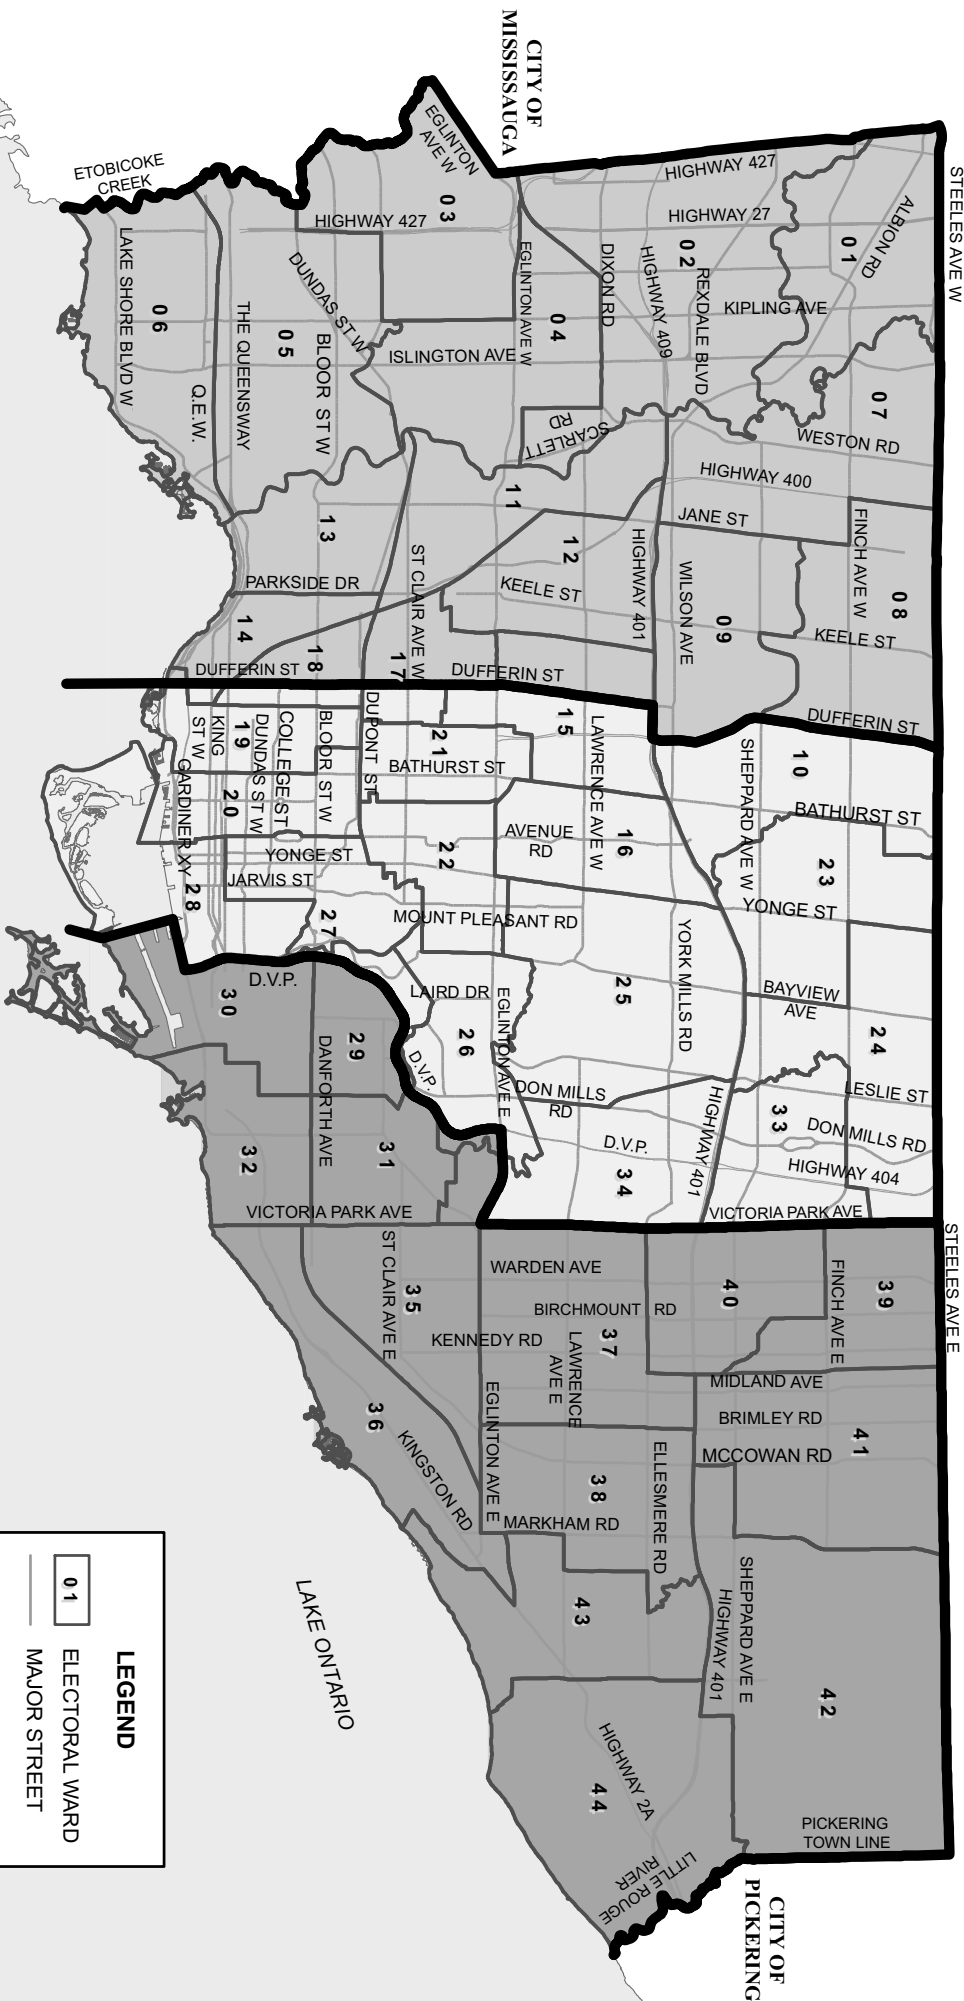 CITY OF
MISSISSAUGA
STEELES AVE W
STEELES AVE E
CITY OF
PICKERING
ETOBICOKE
CREEK
EGLINTON
AVE W
03
HIGHWAY 427
HIGHWAY 427
HIGHWAY 27
ALBION RD
01
02
REXDALE BLVD
KIPLING AVE
HIGHWAY 409
DIXON RD
EGLINTON AVE W
04
ISLINGTON AVE
DUNDAS ST W
BLOOR ST W
05
THE QUEENSWAY
06
LAKE SHORE BLVD W
Q.E.W.
07
WESTON RD
SCARLETT
RD
HIGHWAY 400
JANE ST
FINCH AVE W
08
11
12
13
KEELE ST
HIGHWAY 401
WILSON AVE
09
KEELE ST
ST CLAIR AVE W
PARKSIDE DR
14
18
17
DUFFERIN ST
DUFFERIN ST
DUFFERIN ST
10
15
LAWRENCE AVE W
SHEPPARD AVE W
21
DUPONT ST
BATHURST ST
BATHURST ST
BLOOR ST W
COLLEGE ST
DUNDAS ST W
19
KING
ST W
GARDINER XY
20
AVENUE
RD
16
22
23
YONGE ST
YONGE ST
JARVIS ST
28
27
MOUNT PLEASANT RD
YORK MILLS RD
25
BAYVIEW
AVE
24
D.V.P.
30
LAIRD DR
EGLINTON AVE E
26
D.V.P.
29
DANFORTH AVE
LESLIE ST
DON MILLS
RD
33
DON MILLS RD
HIGHWAY 401
D.V.P.
34
HIGHWAY 404
31
32
VICTORIA PARK AVE
VICTORIA PARK AVE
ST CLAIR AVE E
35
WARDEN AVE
BIRCHMOUNT RD
40
FINCH AVE E
39
37
KENNEDY RD
LAWRENCE
AVE E
MIDLAND AVE
BRIMLEY RD
MCCOWAN RD
41
36
KINGSTON RD
EGLINTON AVE E
38
ELLESMERE RD
MARKHAM RD
SHEPPARD AVE E
HIGHWAY 401
43
42
HIGHWAY 2A
44
PICKERING
TOWN LINE
LITTLE ROUGE
RIVER
LAKE ONTARIO
LEGEND
01 ELECTORAL WARD
MAJOR STREET